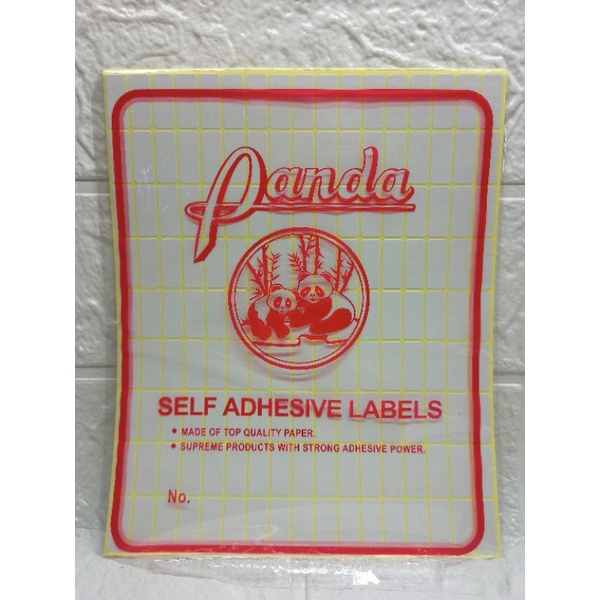 Panda
SELF ADHESIVE LABELS
• MADE OF TOP QUALITY PAPER.
• SUPREME PRODUCTS WITH STRONG ADHESIVE POWER.
No.